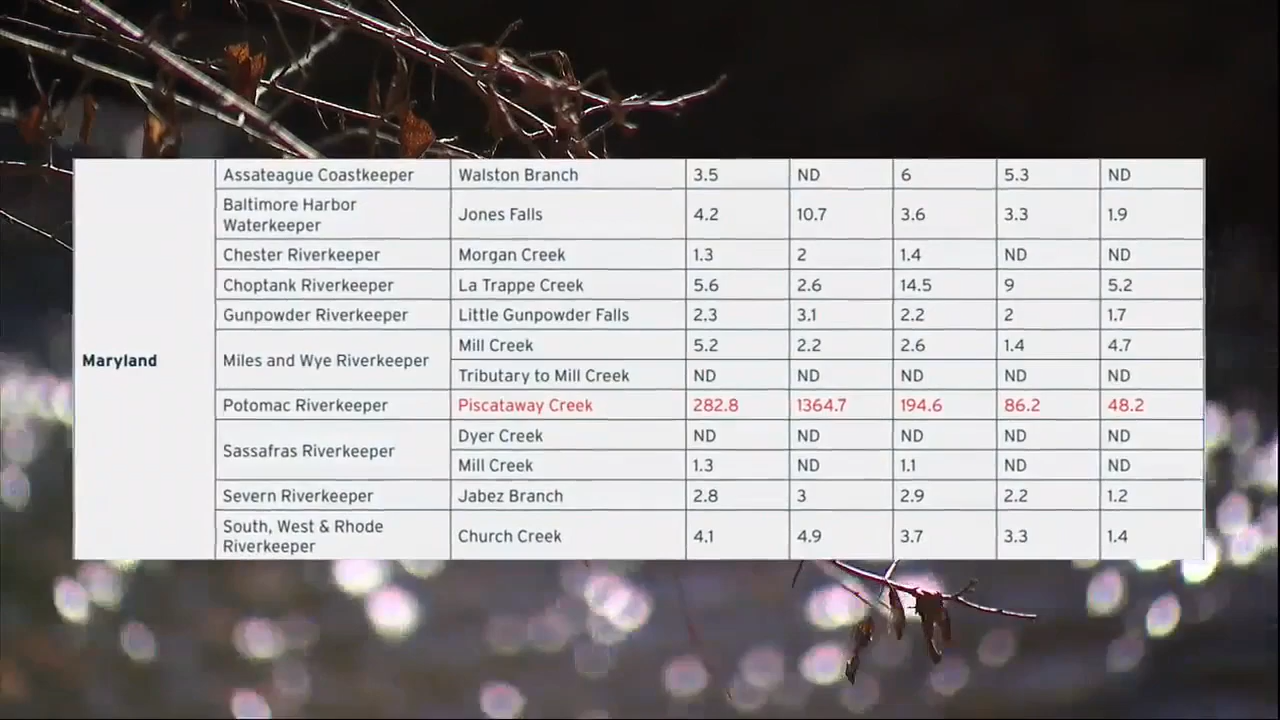 Assateague Coastkeeper Walston Branch 3.5 ND 6 5.3 ND
Baltimore Harbor
Waterkeeper Jones Falls 4.2 10.7 3.6 3.3 1.9
Chester Riverkeeper Morgan Creek 1.3 2 1.4 ND ND
Choptank Riverkeeper La Trappe Creek 5.6 2.6 14.5 9 5.2
Gunpowder Riverkeeper Little Gunpowder Falls 2.3 3.1 2.2 2 1.7
Maryland Miles and Wye Riverkeeper Mill Creek 5.2 2.2 2.6 1.4 4.7
Tributary to Mill Creek ND ND ND ND ND
Potomac Riverkeeper Piscataway Creek 282.8 1364.7 194.6 86.2 48.2
Sassafras Riverkeeper Dyer Creek ND ND ND ND ND
Mill Creek 1.3 ND 1.1 ND ND
Severn Riverkeeper Jabez Branch 2.8 3 2.9 2.2 1.2
South, West & Rhode
Riverkeeper Church Creek 4.1 4.9 3.7 3.3 1.4